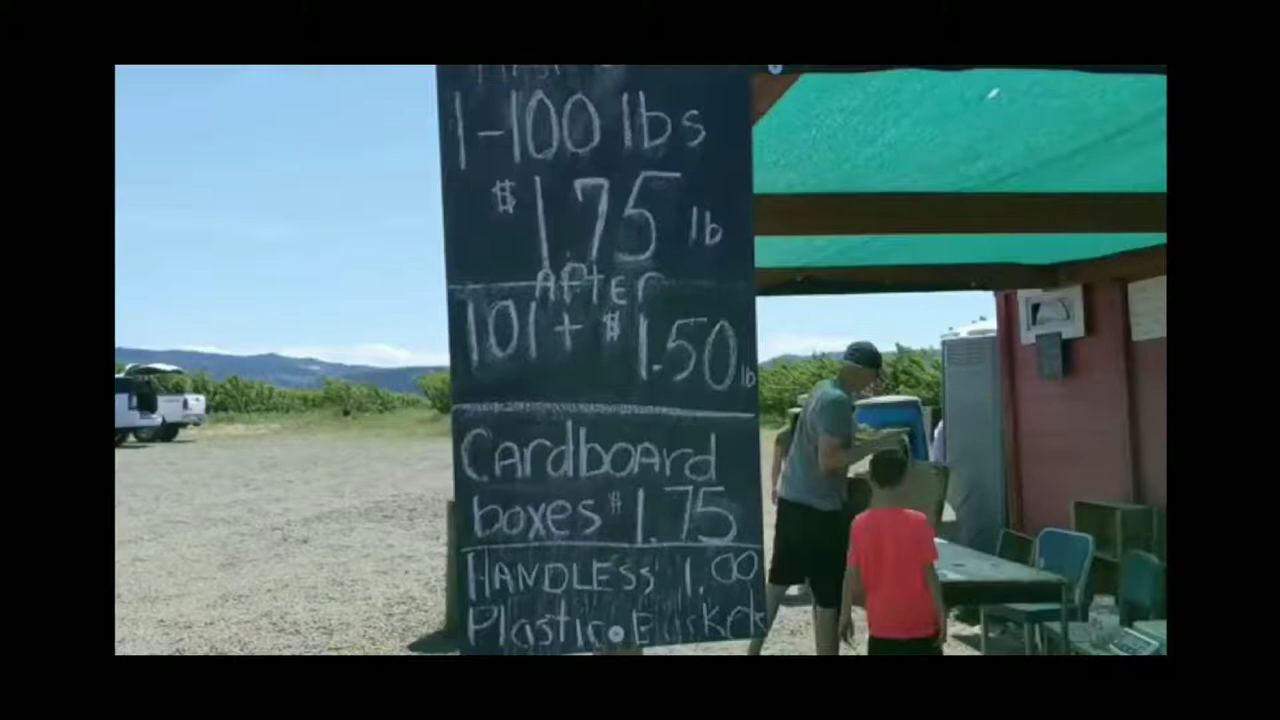 1-100 lbs
$1.75 lb
After
101+ $1.50 lb
Cardboard
boxes $1.75
HANDLESS 1.00
Plastic Buckets